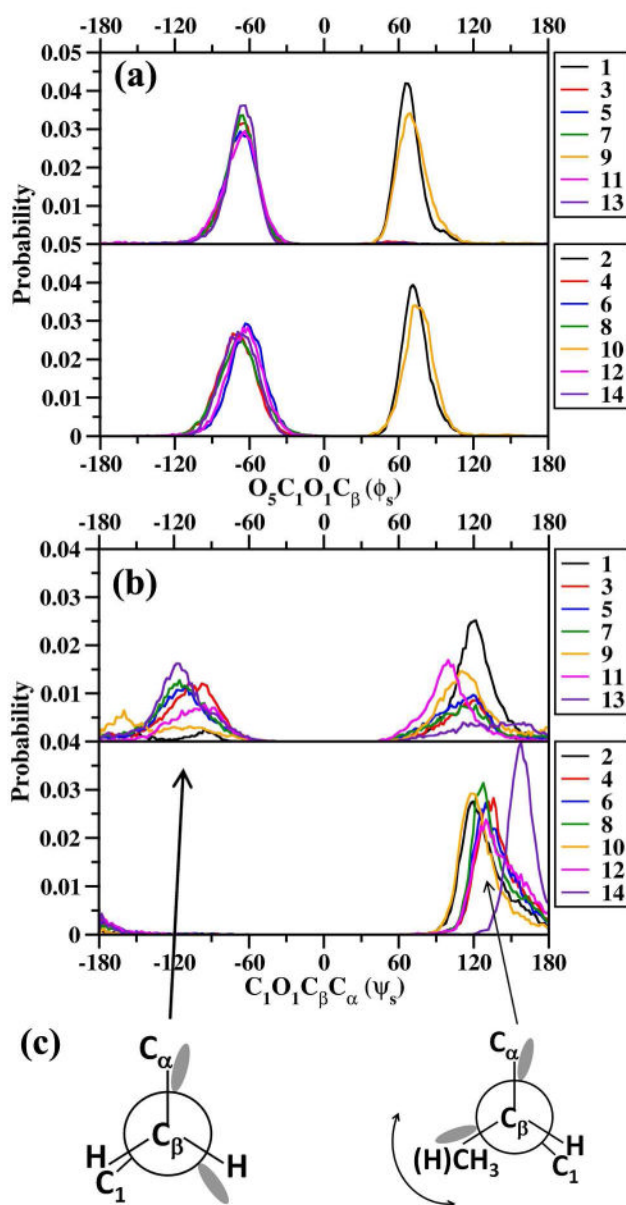 -180 -120 -60 0 60 120 180
(a)
0.05
0.04
0.03
0.02
0.01
0.05
0.04
0.03
0.02
0.01
0
Probability
1
3
5
7
9
11
13
2
4
6
8
10
12
14
-180 -120 -60 0 60 120 180
O₅C₁O₁Cβ (ϕₛ)
-180 -120 -60 0 60 120 180
(b)
0.04
0.03
0.02
0.01
0.04
0.03
0.02
0.01
0
Probability
1
3
5
7
9
11
13
2
4
6
8
10
12
14
-180 -120 -60 0 60 120 180
C₁O₁CβCα (ψₛ)
(c)
Cα
Cβ
H H
C₁
Cα
Cβ
H
(H)CH₃
C₁